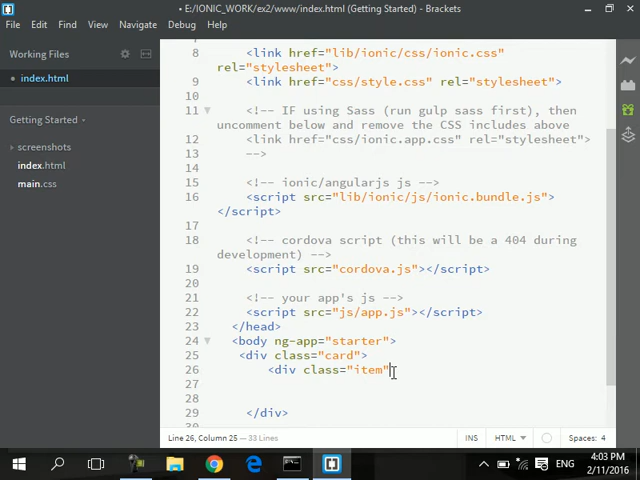 • E:/IONIC_WORK/ex2/www/index.html (Getting Started) - Brackets
File Edit Find View Navigate Debug Help
Working Files
• index.html
Getting Started
screenshots
index.html
main.css
8 <link href="lib/ionic/css/ionic.css"
rel="stylesheet">
9 <link href="css/style.css" rel="stylesheet">
10
11 <!-- IF using Sass (run gulp sass first), then
uncomment below and remove the CSS includes above
12 <link href="css/ionic.app.css" rel="stylesheet">
13 -->
14
15 <!-- ionic/angularjs js -->
16 <script src="lib/ionic/js/ionic.bundle.js">
</script>
17
18 <!-- cordova script (this will be a 404 during
development) -->
19 <script src="cordova.js"></script>
20
21 <!-- your app's js -->
22 <script src="js/app.js"></script>
23 </head>
24 <body ng-app="starter">
25 <div class="card">
26 <div class="item"
27
28
29 </div>
Line 26, Column 25 — 33 Lines
INS HTML Spaces: 4
ENG 4:03 PM
2/11/2016